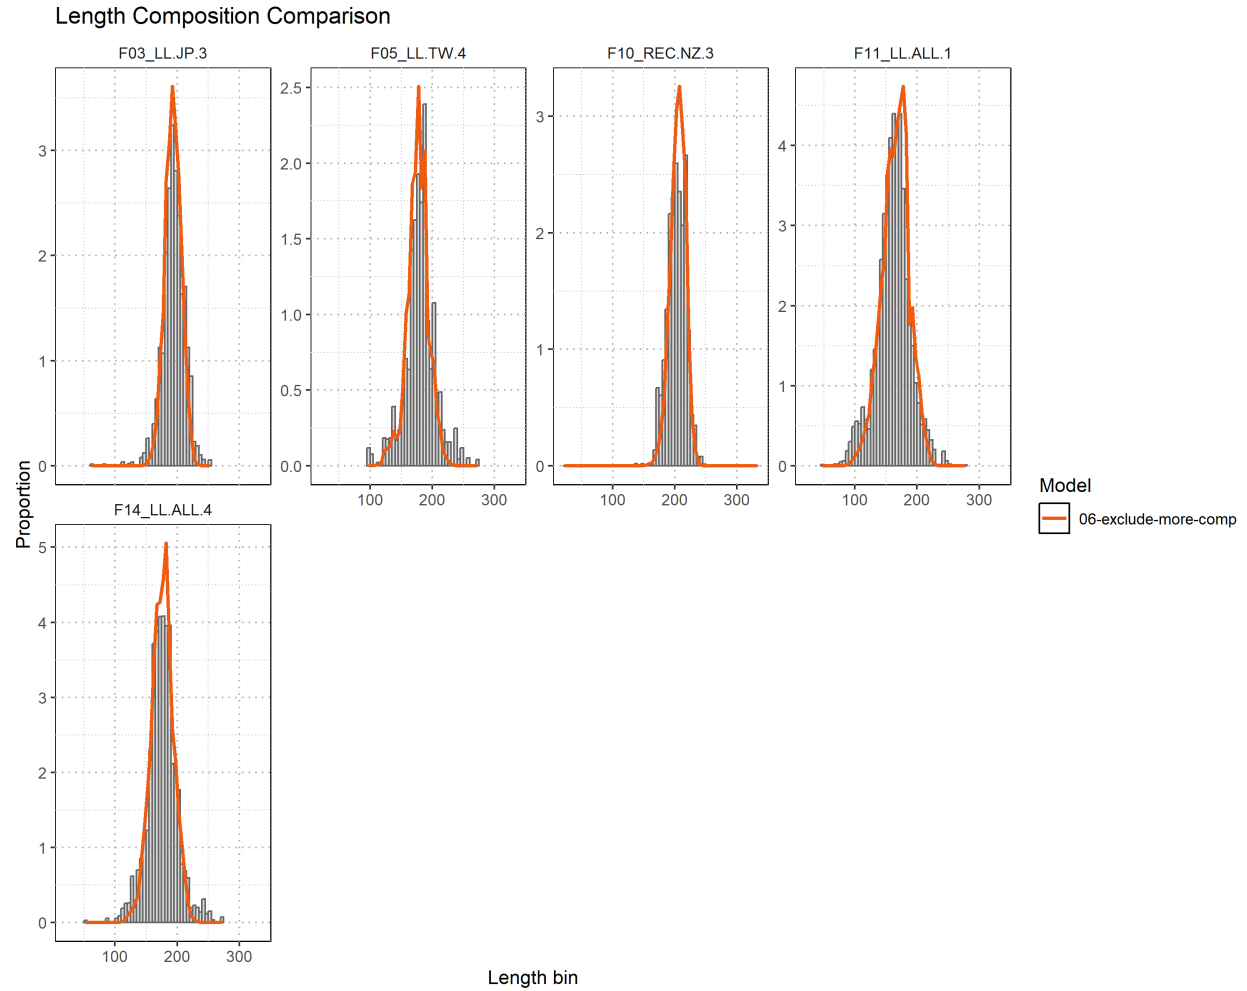 Length Composition Comparison
F03_LL.JP.3
F05_LL.TW.4
F10_REC.NZ.3
F11_LL.ALL.1
3
2
1
0
2.5
2.0
1.5
1.0
0.5
0.0
3
2
1
0
4
3
2
1
0
100 200 300
100 200 300
100 200 300
F14_LL.ALL.4
5
4
3
2
1
0
100 200 300
Proportion
Length bin
Model
06-exclude-more-comp